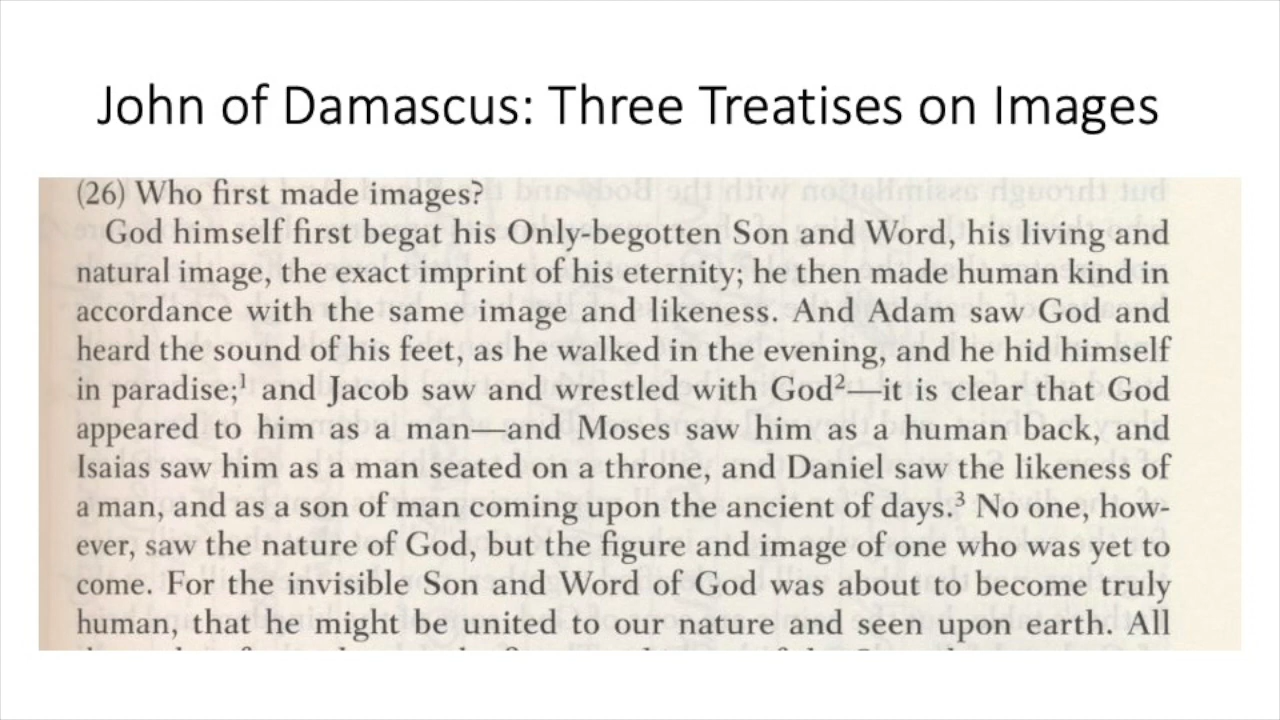 John of Damascus: Three Treatises on Images
(26) Who first made images?
God himself first begat his Only-begotten Son and Word, his living and
natural image, the exact imprint of his eternity; he then made human kind in
accordance with the same image and likeness. And Adam saw God and
heard the sound of his feet, as he walked in the evening, and he hid himself
in paradise;¹ and Jacob saw and wrestled with God²—it is clear that God
appeared to him as a man—and Moses saw him as a human back, and
Isaias saw him as a man seated on a throne, and Daniel saw the likeness of
a man, and as a son of man coming upon the ancient of days.³ No one, how-
ever, saw the nature of God, but the figure and image of one who was yet to
come. For the invisible Son and Word of God was about to become truly
human, that he might be united to our nature and seen upon earth. All